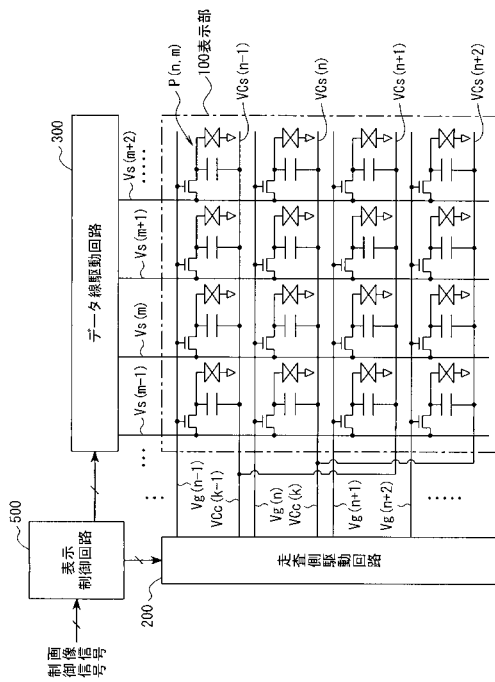 500
表示
制御回路
画像信号
制御信号
300
データ線駆動回路
200
走査側駆動回路
100表示部
P(n,m)
Vs(m-1)
Vs(m)
Vs(m+1)
Vs(m+2)
Vg(n-1)
VCc(k-1)
Vg(n)
VCc(k)
Vg(n+1)
Vg(n+2)
VCs(n-1)
VCs(n)
VCs(n+1)
VCs(n+2)